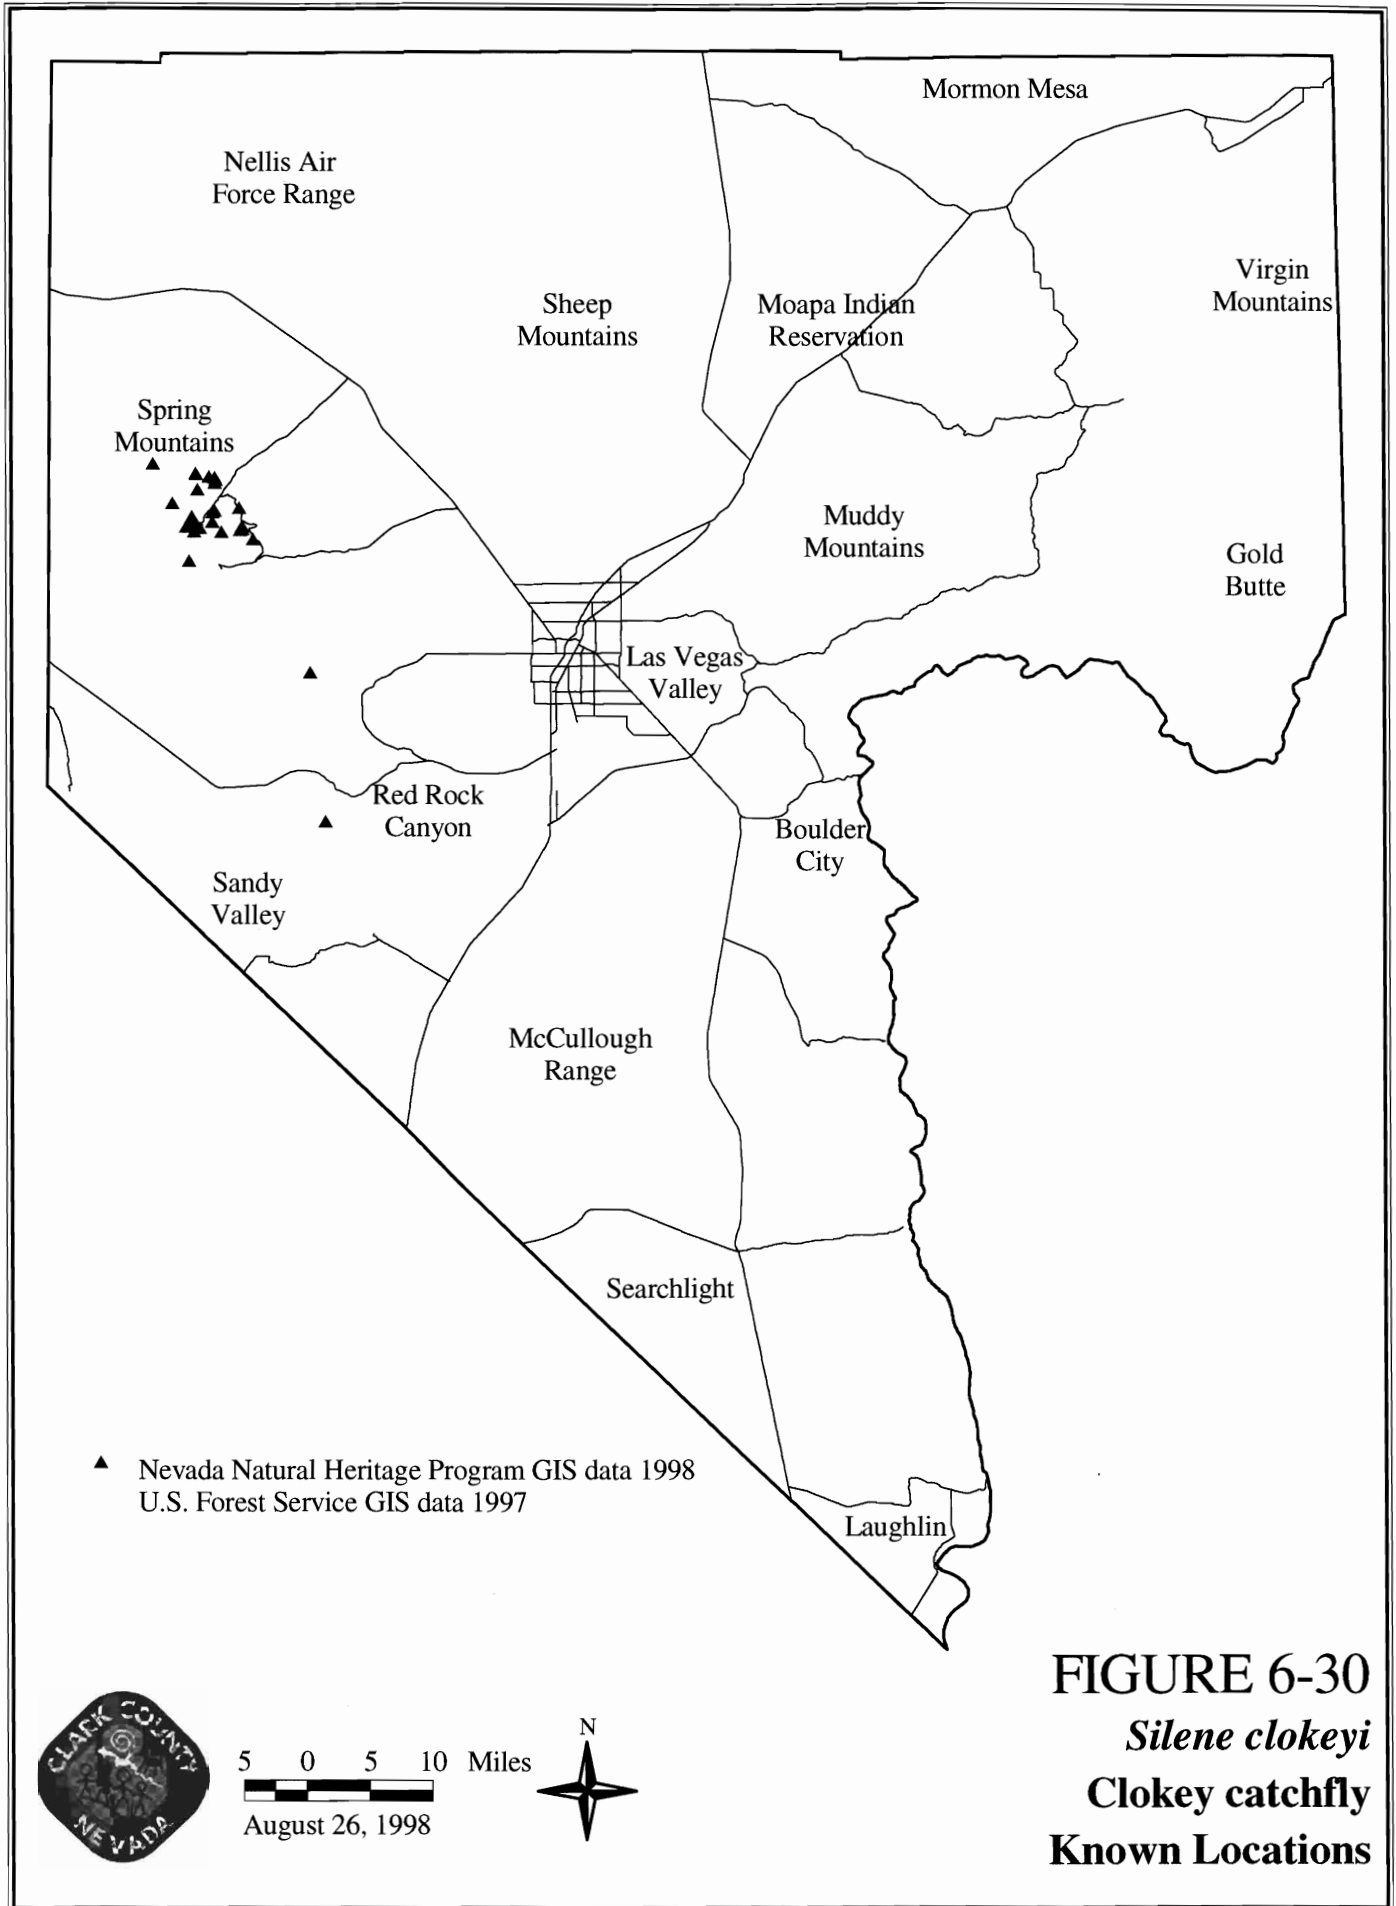 Mormon Mesa
Nellis Air
Force Range
Virgin
Mountains
Sheep
Mountains
Moapa Indian
Reservation
Spring
Mountains
Muddy
Mountains
Gold
Butte
Las Vegas
Valley
Red Rock
Canyon
Boulder
City
Sandy
Valley
McCullough
Range
Searchlight
Nevada Natural Heritage Program GIS data 1998
U.S. Forest Service GIS data 1997
Laughlin
FIGURE 6-30
Silene clokeyi
Clokey catchfly
Known Locations
CLARK COUNTY
NEVADA
5 0 5 10 Miles
August 26, 1998
N